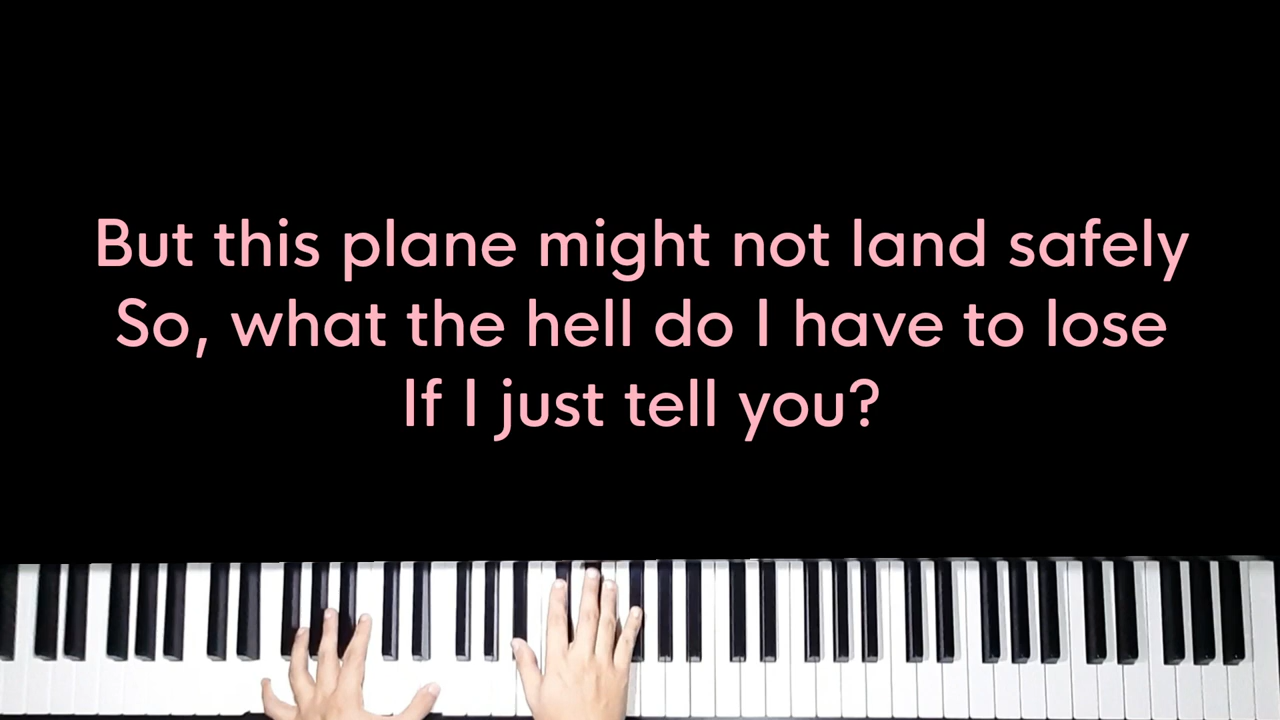 But this plane might not land safely
So, what the hell do I have to lose
If I just tell you?